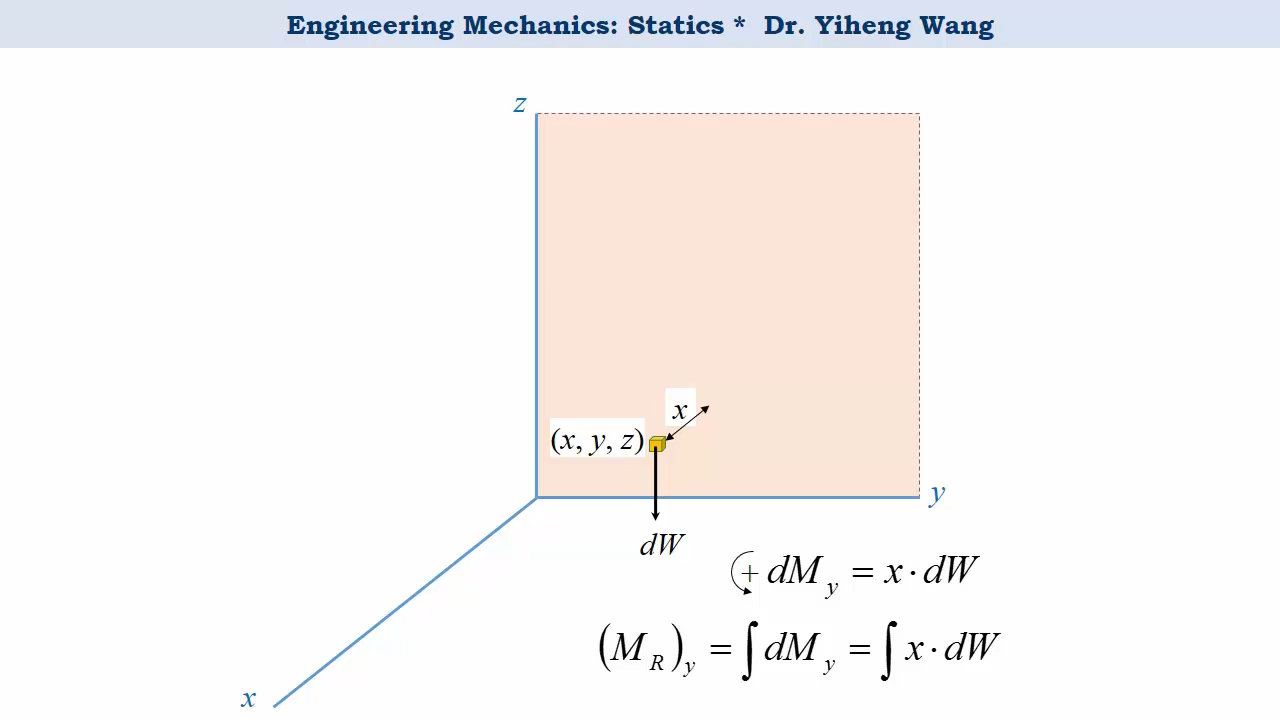 Engineering Mechanics: Statics * Dr. Yiheng Wang
z
x
(x, y, z)
y
dW
+ dM_y = x · dW
(M_R)_y = ∫ dM_y = ∫ x · dW
x